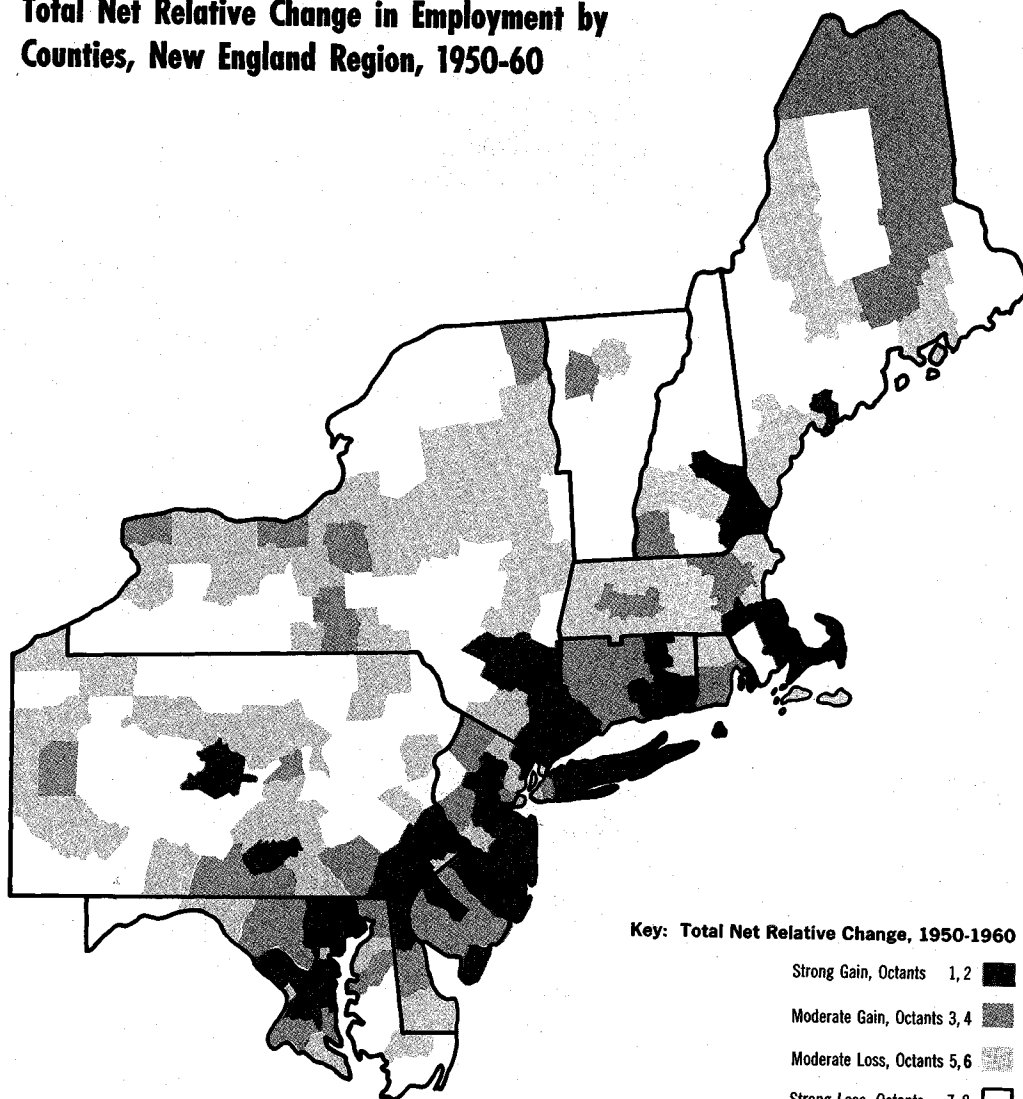 Total Net Relative Change in Employment by
Counties, New England Region, 1950-60
Key: Total Net Relative Change, 1950-1960
Strong Gain, Octants 1,2
Moderate Gain, Octants 3,4
Moderate Loss, Octants 5,6
Strong Loss, Octants 7,8